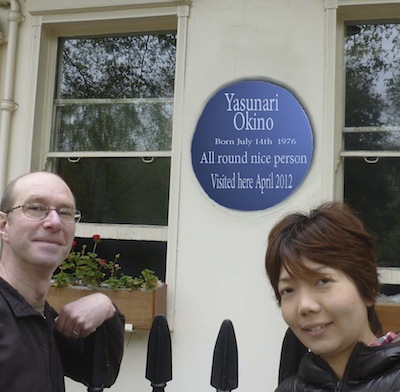 Yasunari
Okino
Born July 14th 1976
All round nice person
Visited here April 2012